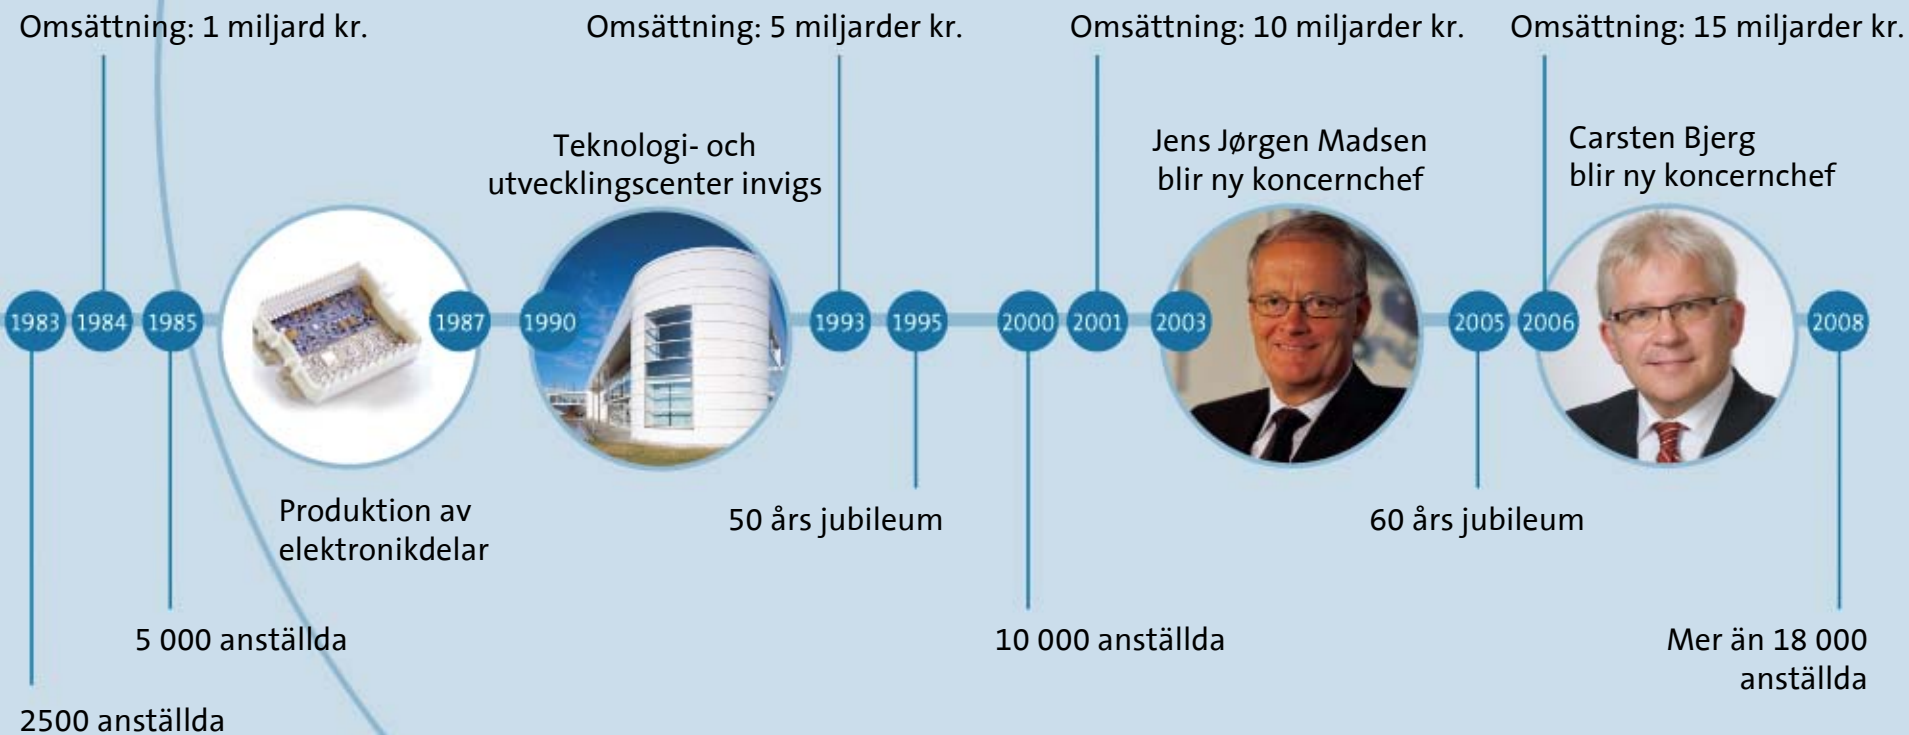 Omsättning: 1 miljard kr.
Omsättning: 5 miljarder kr.
Omsättning: 10 miljarder kr.
Omsättning: 15 miljarder kr.
Teknologi- och
utvecklingscenter invigs
Jens Jørgen Madsen
blir ny koncernchef
Carsten Bjerg
blir ny koncernchef
1983
1984
1985
1987
1990
1993
1995
2000
2001
2003
2005
2006
2008
Produktion av
elektronikdelar
50 års jubileum
60 års jubileum
5 000 anställda
10 000 anställda
Mer än 18 000
anställda
2500 anställda